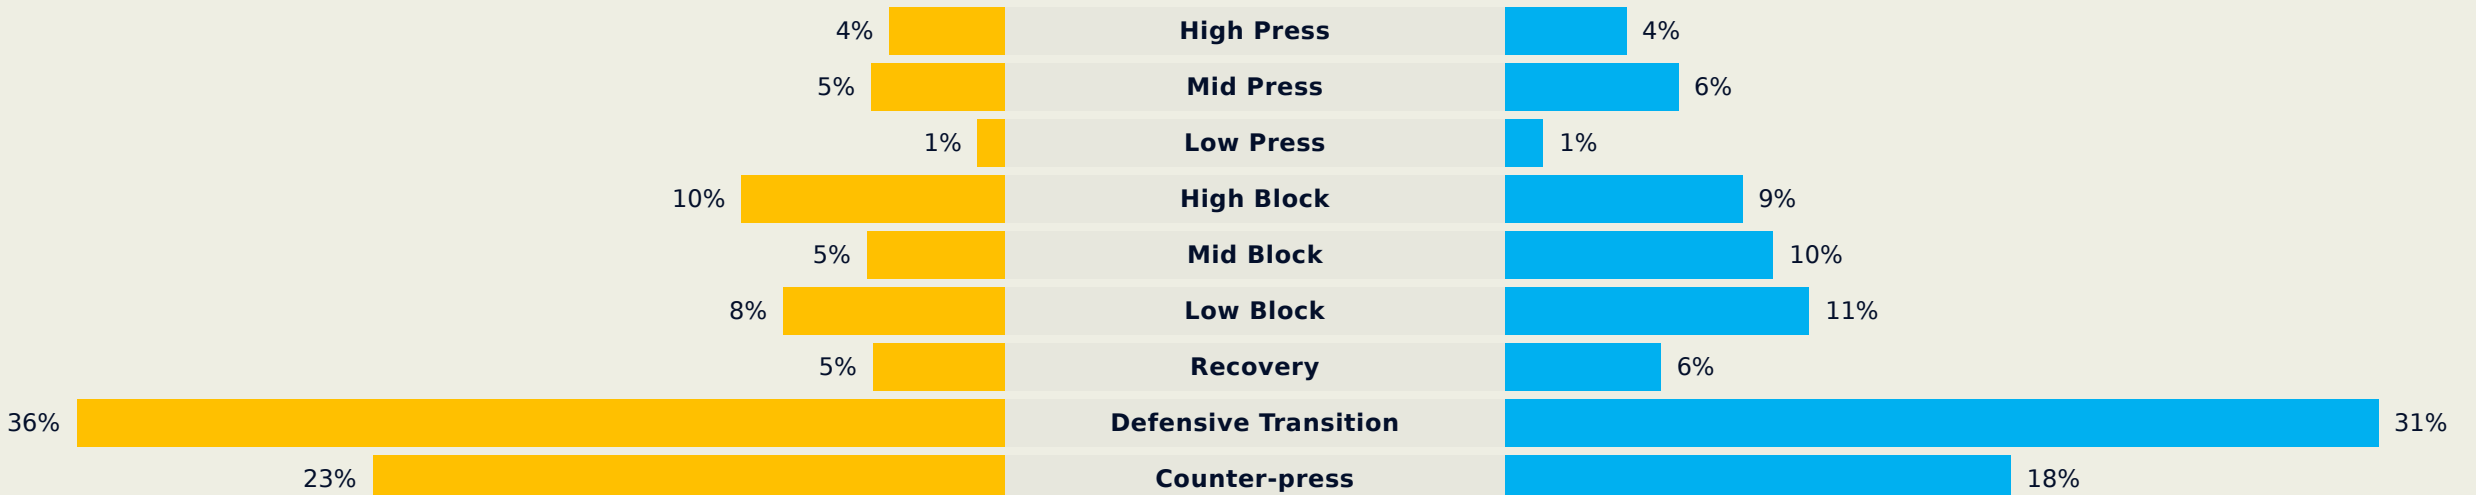 4% High Press 4%
5% Mid Press 6%
1% Low Press 1%
10% High Block 9%
5% Mid Block 10%
8% Low Block 11%
5% Recovery 6%
36% Defensive Transition 31%
23% Counter-press 18%